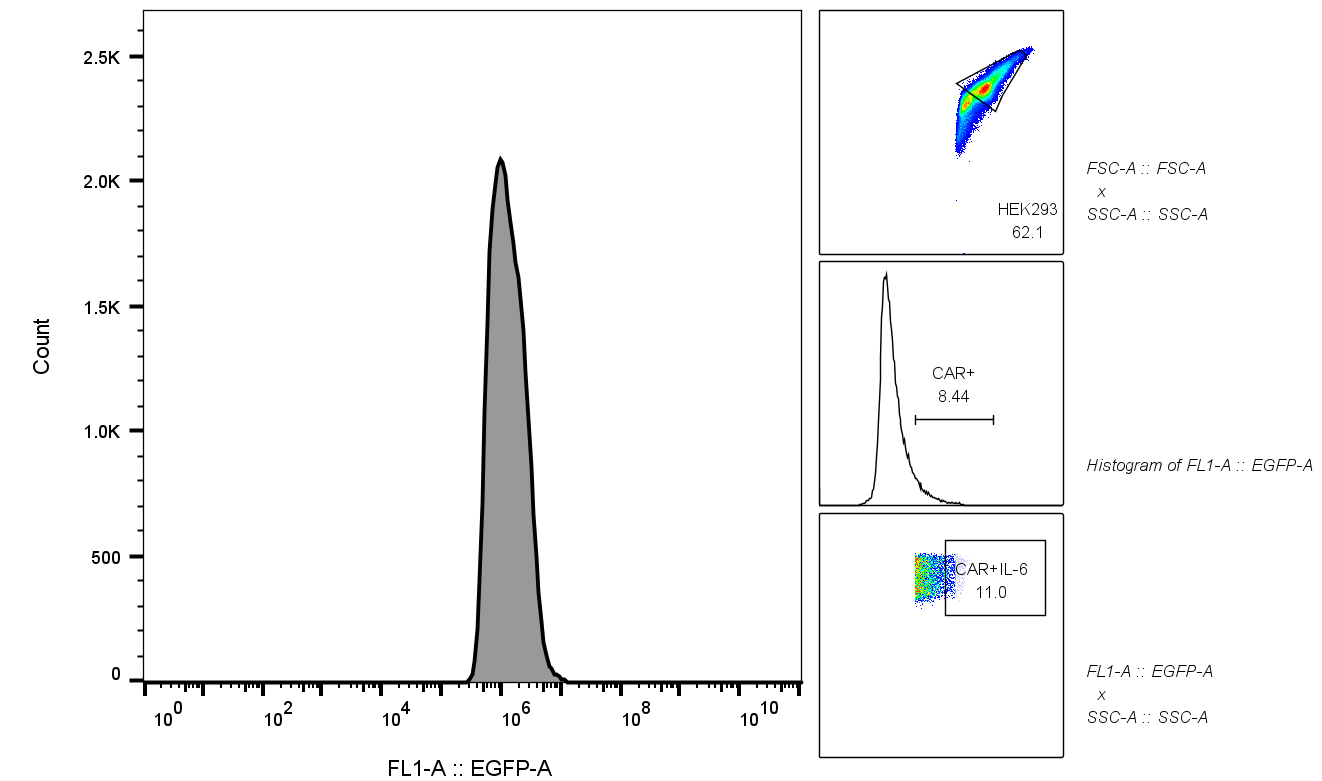 2.5K
2.0K
1.5K
1.0K
500
0
Count
10^0
10^2
10^4
10^6
10^8
10^10
FL1-A :: EGFP-A
HEK293
62.1
FSC-A :: FSC-A
x
SSC-A :: SSC-A
CAR+
8.44
Histogram of FL1-A :: EGFP-A
CAR+IL-6
11.0
FL1-A :: EGFP-A
x
SSC-A :: SSC-A